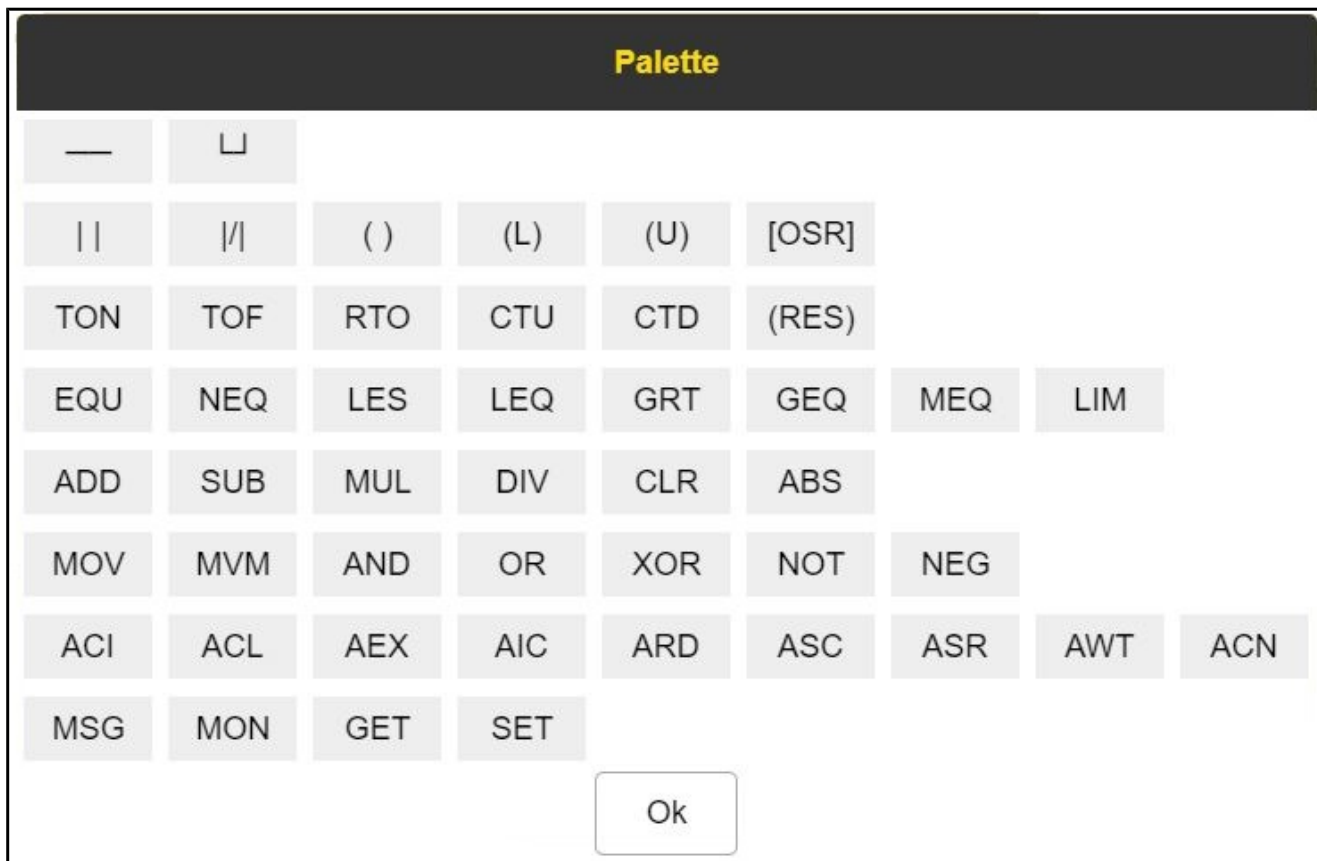 Palette
— ⊔
| | |/| ( ) (L) (U) [OSR]
TON TOF RTO CTU CTD (RES)
EQU NEQ LES LEQ GRT GEQ MEQ LIM
ADD SUB MUL DIV CLR ABS
MOV MVM AND OR XOR NOT NEG
ACI ACL AEX AIC ARD ASC ASR AWT ACN
MSG MON GET SET
Ok